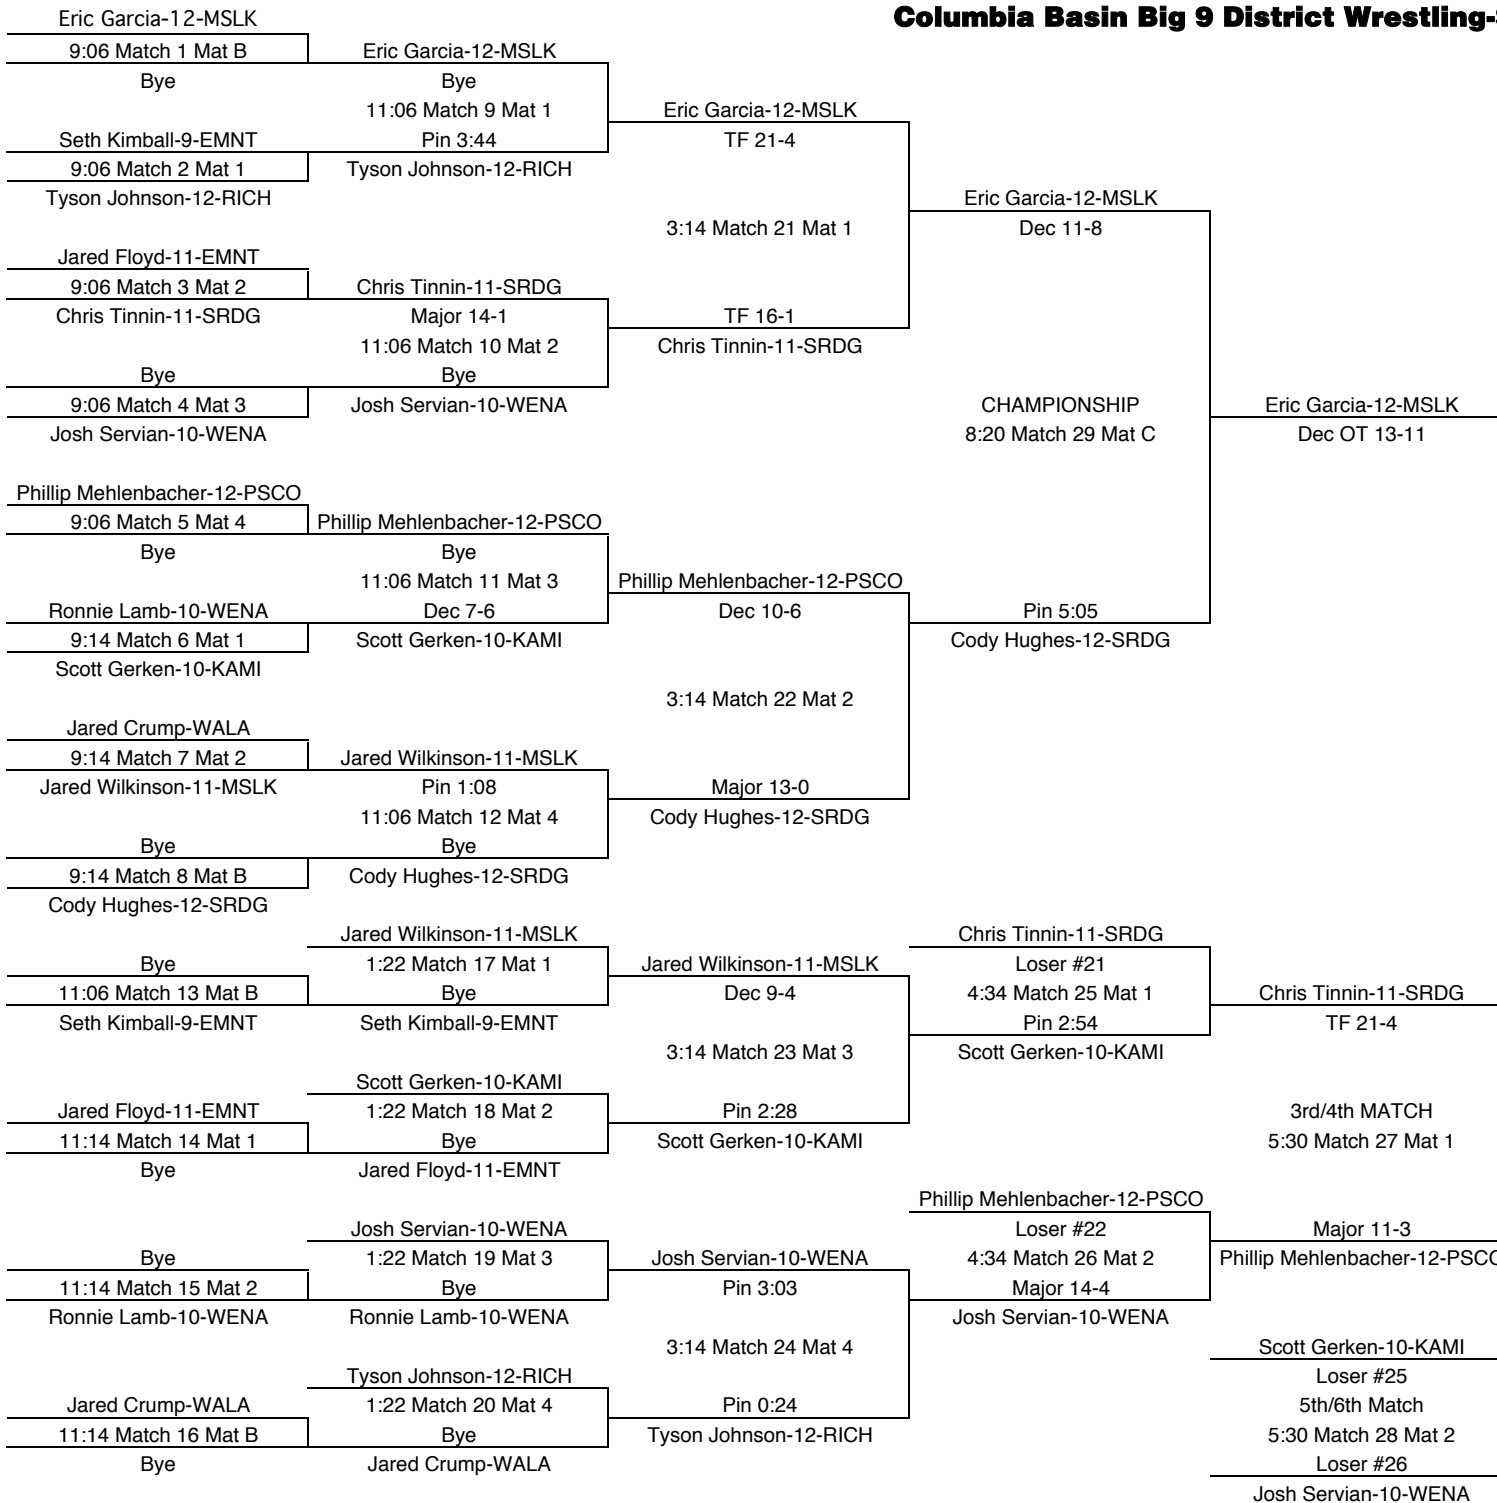 Columbia Basin Big 9 District Wrestling-
Eric Garcia-12-MSLK
9:06 Match 1 Mat B
Bye
Seth Kimball-9-EMNT
9:06 Match 2 Mat 1
Tyson Johnson-12-RICH
Jared Floyd-11-EMNT
9:06 Match 3 Mat 2
Chris Tinnin-11-SRDG
Bye
9:06 Match 4 Mat 3
Josh Servian-10-WENA
Phillip Mehlenbacher-12-PSCO
9:06 Match 5 Mat 4
Bye
Ronnie Lamb-10-WENA
9:14 Match 6 Mat 1
Scott Gerken-10-KAMI
Jared Crump-WALA
9:14 Match 7 Mat 2
Jared Wilkinson-11-MSLK
Bye
9:14 Match 8 Mat B
Cody Hughes-12-SRDG
Eric Garcia-12-MSLK
Bye
11:06 Match 9 Mat 1
Pin 3:44
Tyson Johnson-12-RICH
Chris Tinnin-11-SRDG
Major 14-1
11:06 Match 10 Mat 2
Bye
Josh Servian-10-WENA
Phillip Mehlenbacher-12-PSCO
Bye
11:06 Match 11 Mat 3
Dec 7-6
Scott Gerken-10-KAMI
Jared Wilkinson-11-MSLK
Pin 1:08
11:06 Match 12 Mat 4
Bye
Cody Hughes-12-SRDG
Eric Garcia-12-MSLK
TF 21-4
3:14 Match 21 Mat 1
TF 16-1
Chris Tinnin-11-SRDG
Phillip Mehlenbacher-12-PSCO
Dec 10-6
3:14 Match 22 Mat 2
Major 13-0
Cody Hughes-12-SRDG
Eric Garcia-12-MSLK
Dec 11-8
CHAMPIONSHIP
8:20 Match 29 Mat C
Pin 5:05
Cody Hughes-12-SRDG
Eric Garcia-12-MSLK
Dec OT 13-11
Bye
11:06 Match 13 Mat B
Seth Kimball-9-EMNT
Jared Floyd-11-EMNT
11:14 Match 14 Mat 1
Bye
Bye
11:14 Match 15 Mat 2
Ronnie Lamb-10-WENA
Jared Crump-WALA
11:14 Match 16 Mat B
Bye
Jared Wilkinson-11-MSLK
1:22 Match 17 Mat 1
Bye
Seth Kimball-9-EMNT
Scott Gerken-10-KAMI
1:22 Match 18 Mat 2
Bye
Jared Floyd-11-EMNT
Josh Servian-10-WENA
1:22 Match 19 Mat 3
Bye
Ronnie Lamb-10-WENA
Tyson Johnson-12-RICH
1:22 Match 20 Mat 4
Bye
Jared Crump-WALA
Jared Wilkinson-11-MSLK
Dec 9-4
3:14 Match 23 Mat 3
Pin 2:28
Scott Gerken-10-KAMI
Josh Servian-10-WENA
Pin 3:03
3:14 Match 24 Mat 4
Pin 0:24
Tyson Johnson-12-RICH
Chris Tinnin-11-SRDG
Loser #21
4:34 Match 25 Mat 1
Pin 2:54
Scott Gerken-10-KAMI
Phillip Mehlenbacher-12-PSCO
Loser #22
4:34 Match 26 Mat 2
Major 14-4
Josh Servian-10-WENA
Chris Tinnin-11-SRDG
TF 21-4
3rd/4th MATCH
5:30 Match 27 Mat 1
Major 11-3
Phillip Mehlenbacher-12-PSCO
Scott Gerken-10-KAMI
Loser #25
5th/6th Match
5:30 Match 28 Mat 2
Loser #26
Josh Servian-10-WENA